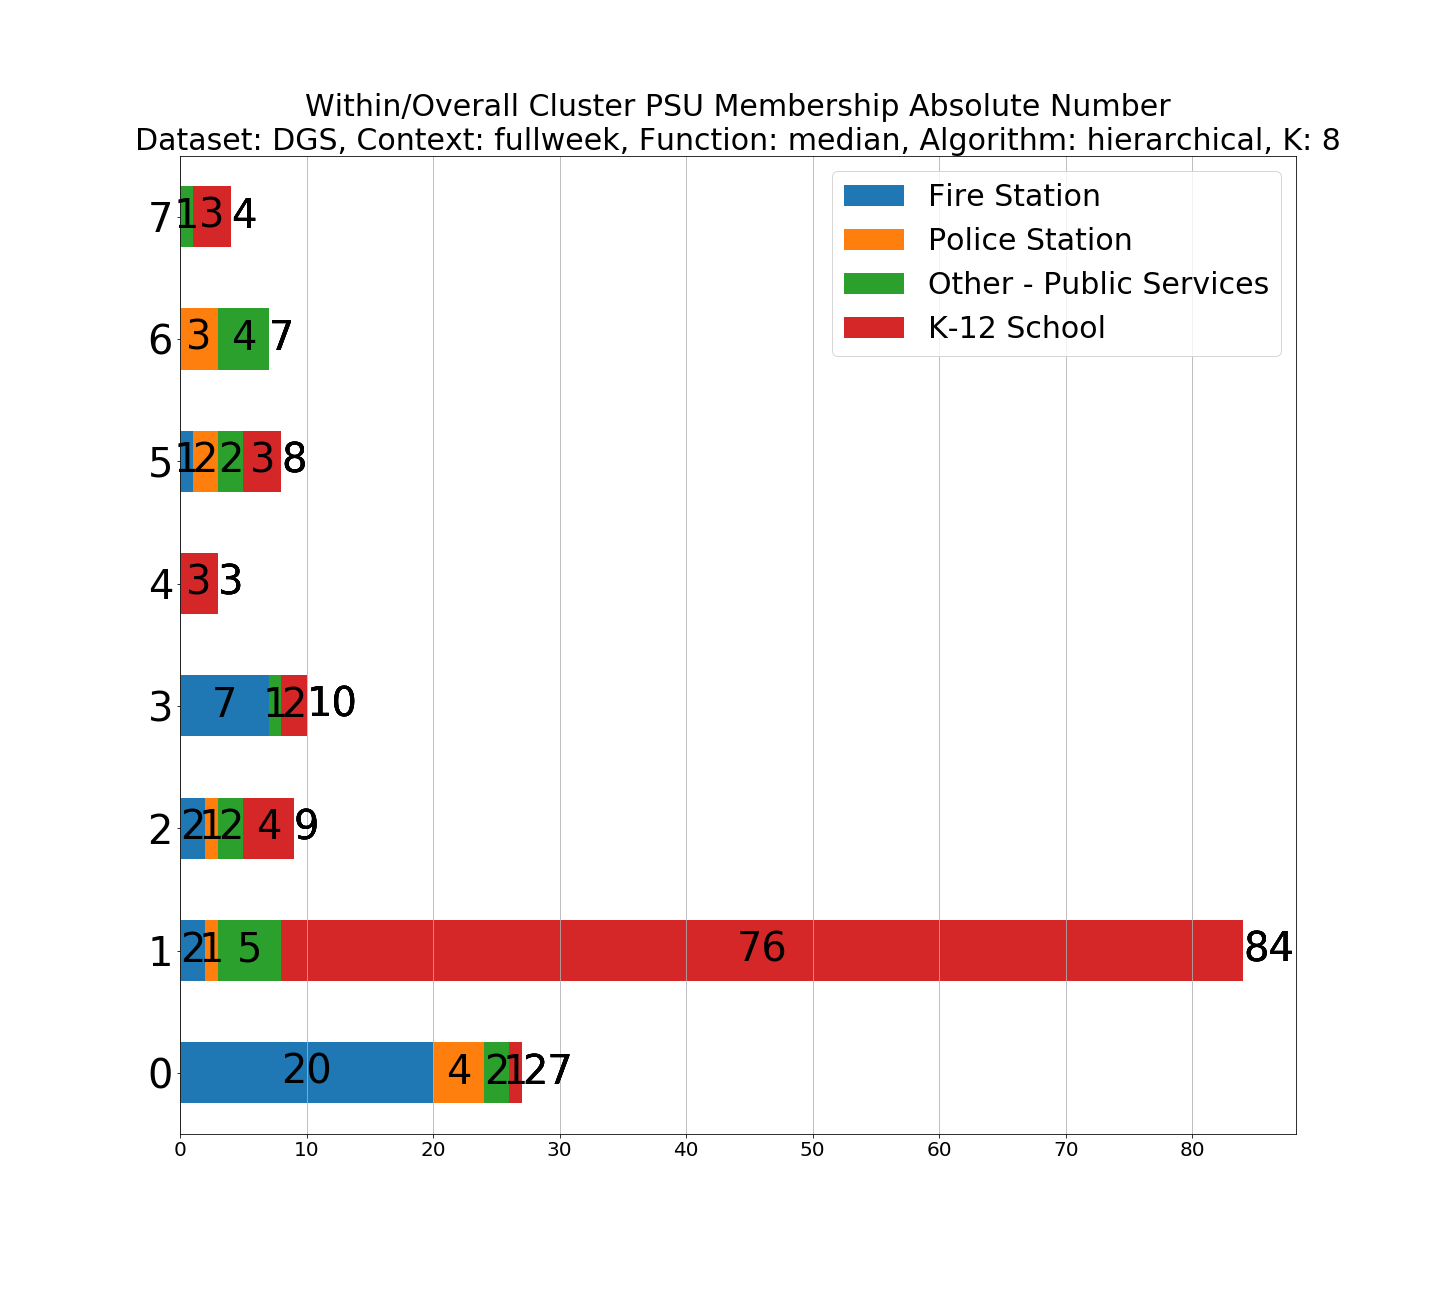 Within/Overall Cluster PSU Membership Absolute Number
Dataset: DGS, Context: fullweek, Function: median, Algorithm: hierarchical, K: 8
Fire Station
Police Station
Other - Public Services
K-12 School
7 1 3 4
6 3 4 7
5 1 2 2 3 8
4 3 3
3 7 1 2 10
2 2 1 2 4 9
1 2 1 5 76 84
0 20 4 2 1 27
0 10 20 30 40 50 60 70 80